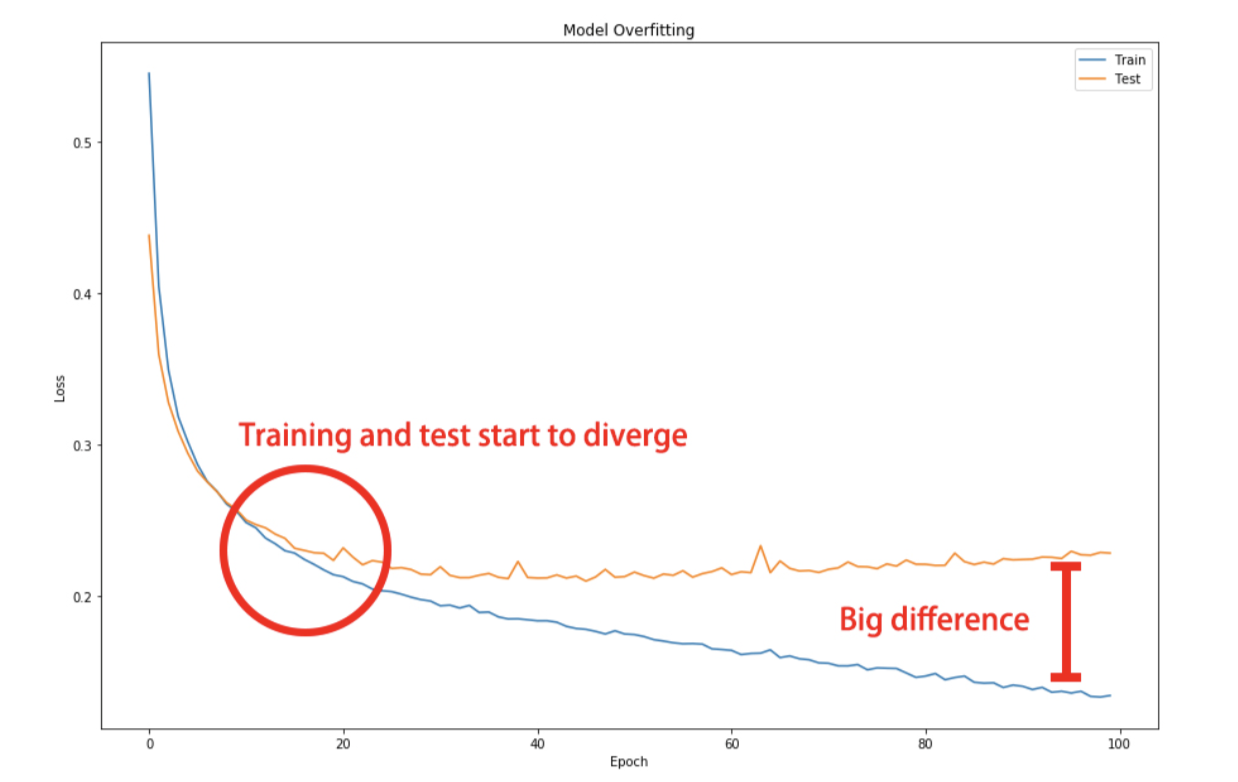 Model Overfitting
Train
Test
0.5
0.4
0.3
0.2
Loss
Training and test start to diverge
Big difference
0
20
40
60
80
100
Epoch